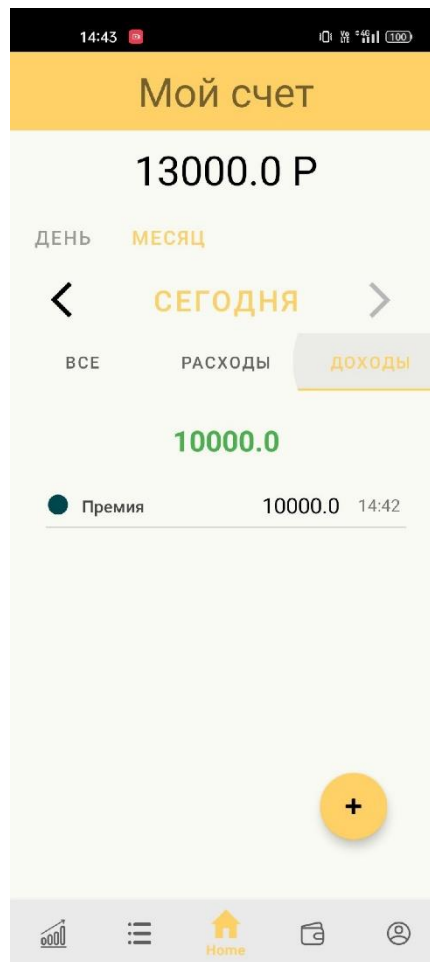 14:43
100
Мой счет
13000.0 Р
ДЕНЬ МЕСЯЦ
СЕГОДНЯ
ВСЕ РАСХОДЫ ДОХОДЫ
10000.0
Премия 10000.0 14:42
+
Home